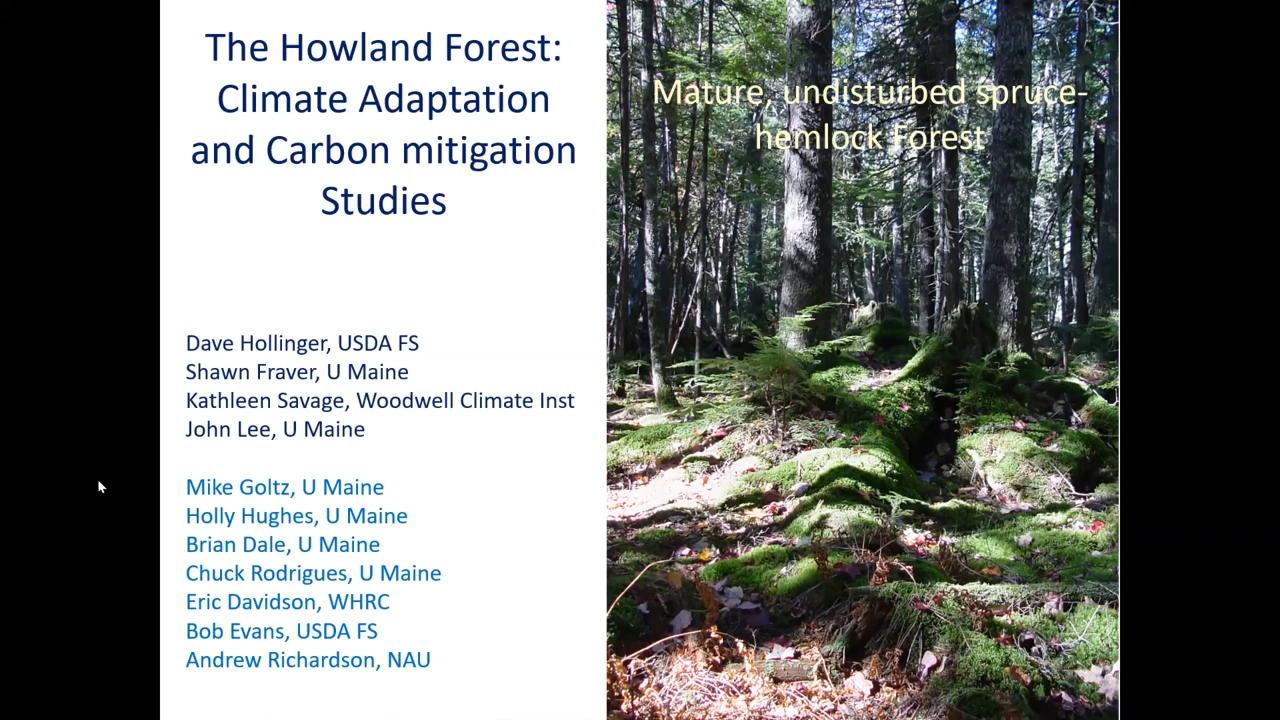 The Howland Forest:
Climate Adaptation
and Carbon mitigation
Studies
Mature, undisturbed spruce-
hemlock Forest
Dave Hollinger, USDA FS
Shawn Fraver, U Maine
Kathleen Savage, Woodwell Climate Inst
John Lee, U Maine
Mike Goltz, U Maine
Holly Hughes, U Maine
Brian Dale, U Maine
Chuck Rodrigues, U Maine
Eric Davidson, WHRC
Bob Evans, USDA FS
Andrew Richardson, NAU